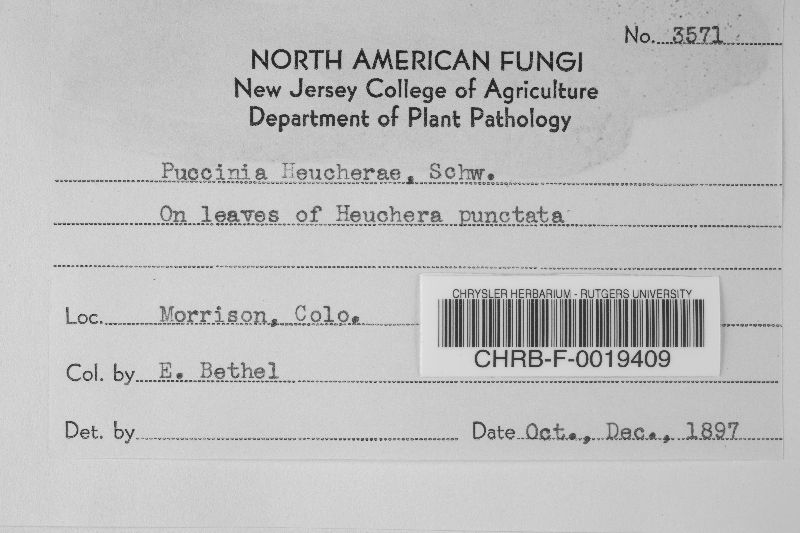 No. 3571
NORTH AMERICAN FUNGI
New Jersey College of Agriculture
Department of Plant Pathology
Puccinia Heucherae, Schw.
On leaves of Heuchera punctata
Loc. Morrison, Colo.
CHRYSLER HERBARIUM - RUTGERS UNIVERSITY
CHRB-F-0019409
Col. by E. Bethel
Det. by
Date Oct., Dec., 1897